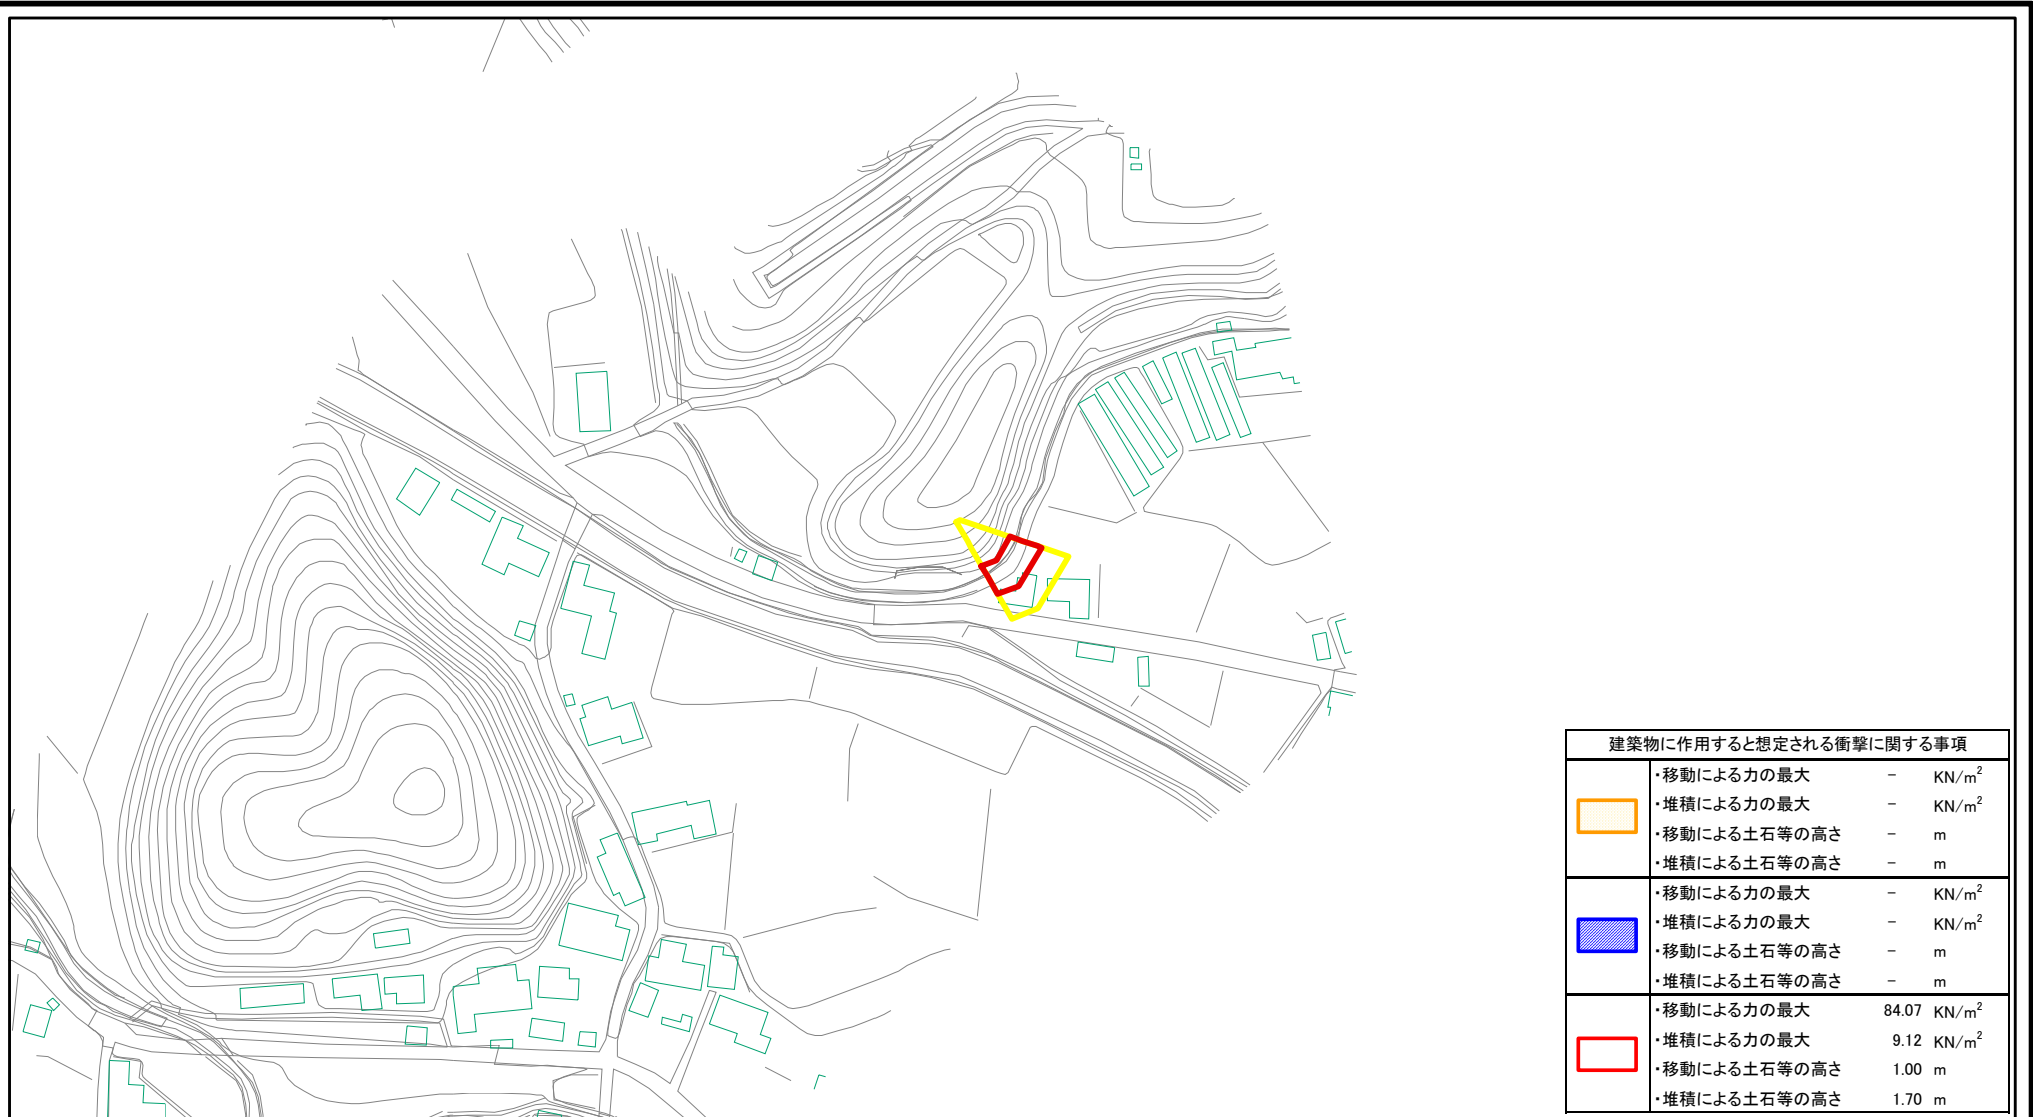 建築物に作用すると想定される衝撃に関する事項
・移動による力の最大 － KN/m²
・堆積による力の最大 － KN/m²
・移動による土石等の高さ － m
・堆積による土石等の高さ － m
・移動による力の最大 － KN/m²
・堆積による力の最大 － KN/m²
・移動による土石等の高さ － m
・堆積による土石等の高さ － m
・移動による力の最大 84.07 KN/m²
・堆積による力の最大 9.12 KN/m²
・移動による土石等の高さ 1.00 m
・堆積による土石等の高さ 1.70 m